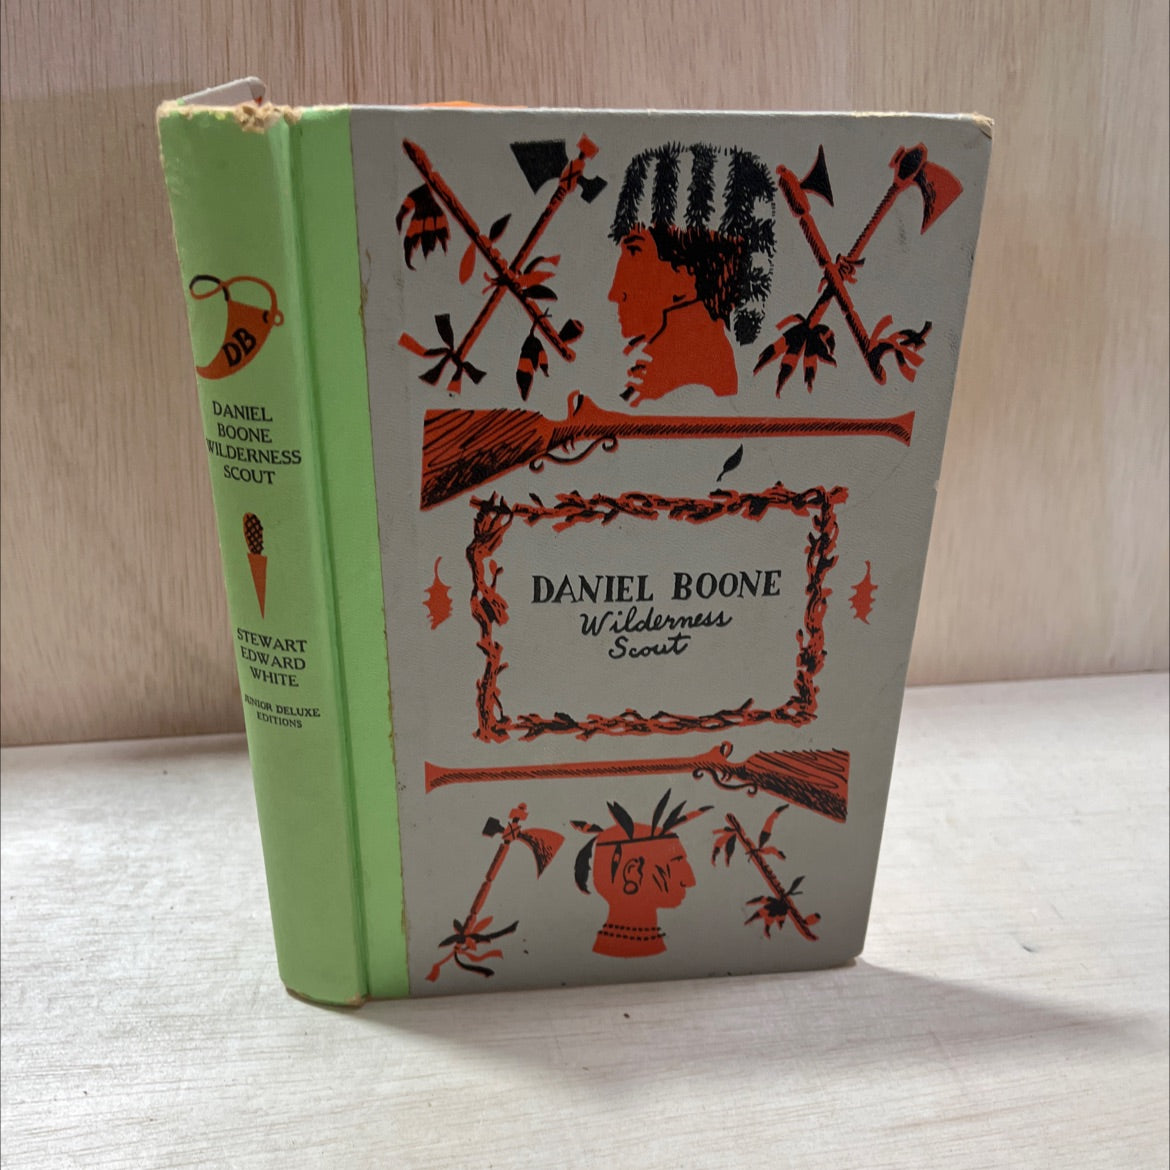 DB
DANIEL
BOONE
WILDERNESS
SCOUT
STEWART
EDWARD
WHITE
JUNIOR DELUXE
EDITIONS
DANIEL BOONE
Wilderness
Scout